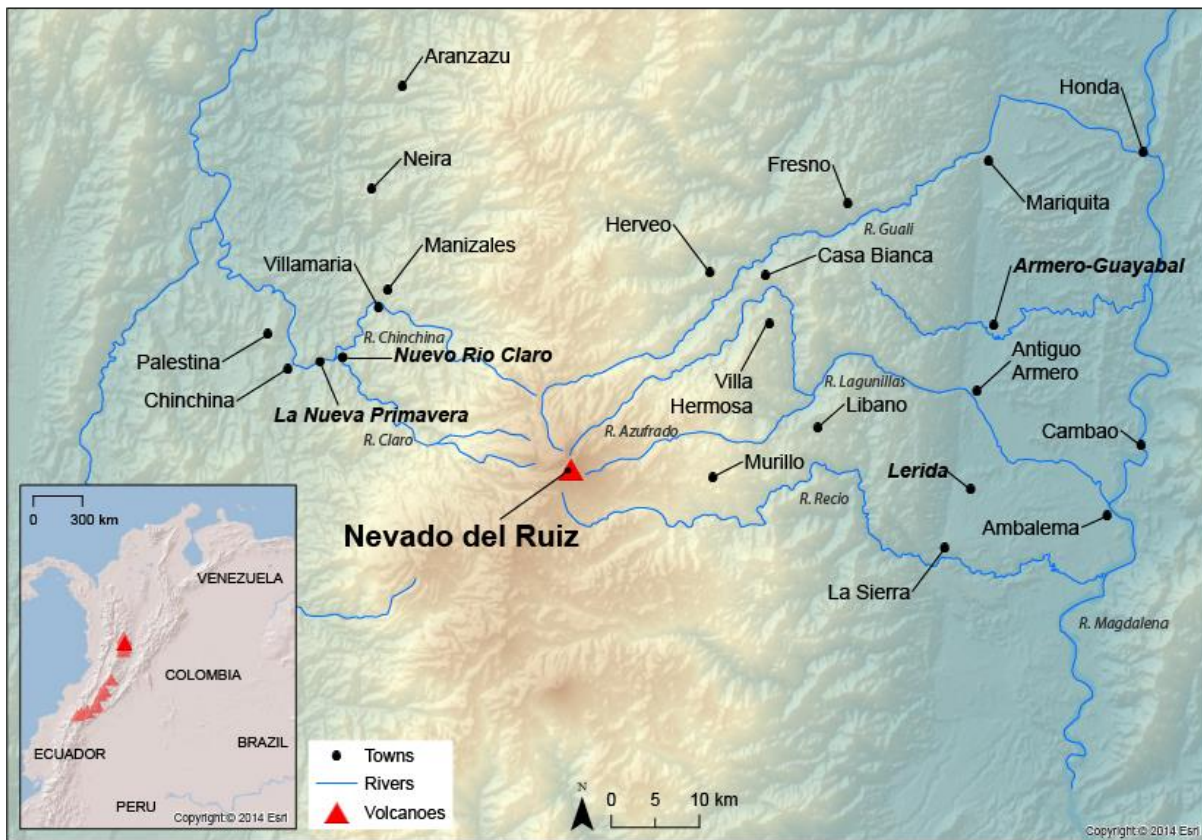 Aranzazu
Honda
Neira
Fresno
Mariquita
R. Guali
Herveo
Manizales
Casa Bianca
Villamaria
Armero-Guayabal
R. Chinchina
Palestina
Nuevo Rio Claro
Antiguo
Armero
Villa
Hermosa
R. Lagunillas
Chinchina
La Nueva Primavera
Libano
R. Azufrado
R. Claro
Cambao
Murillo
Lerida
R. Recio
Nevado del Ruiz
Ambalema
La Sierra
R. Magdalena
0 300 km
VENEZUELA
COLOMBIA
ECUADOR
BRAZIL
PERU
Copyright:© 2014 Esri
Towns
Rivers
Volcanoes
N
0 5 10 km
Copyright:© 2014 Esri